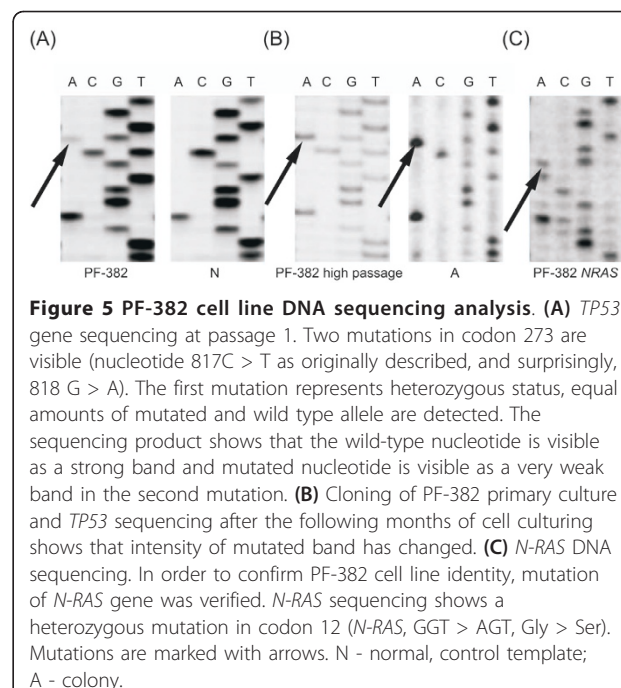 (A) (B) (C)
A C G T A C G T A C G T A C G T A C G T
PF-382 N PF-382 high passage A PF-382 NRAS
Figure 5 PF-382 cell line DNA sequencing analysis. (A) TP53
gene sequencing at passage 1. Two mutations in codon 273 are
visible (nucleotide 817C > T as originally described, and surprisingly,
818 G > A). The first mutation represents heterozygous status, equal
amounts of mutated and wild type allele are detected. The
sequencing product shows that the wild-type nucleotide is visible
as a strong band and mutated nucleotide is visible as a very weak
band in the second mutation. (B) Cloning of PF-382 primary culture
and TP53 sequencing after the following months of cell culturing
shows that intensity of mutated band has changed. (C) N-RAS DNA
sequencing. In order to confirm PF-382 cell line identity, mutation
of N-RAS gene was verified. N-RAS sequencing shows a
heterozygous mutation in codon 12 (N-RAS, GGT > AGT, Gly > Ser).
Mutations are marked with arrows. N - normal, control template;
A - colony.